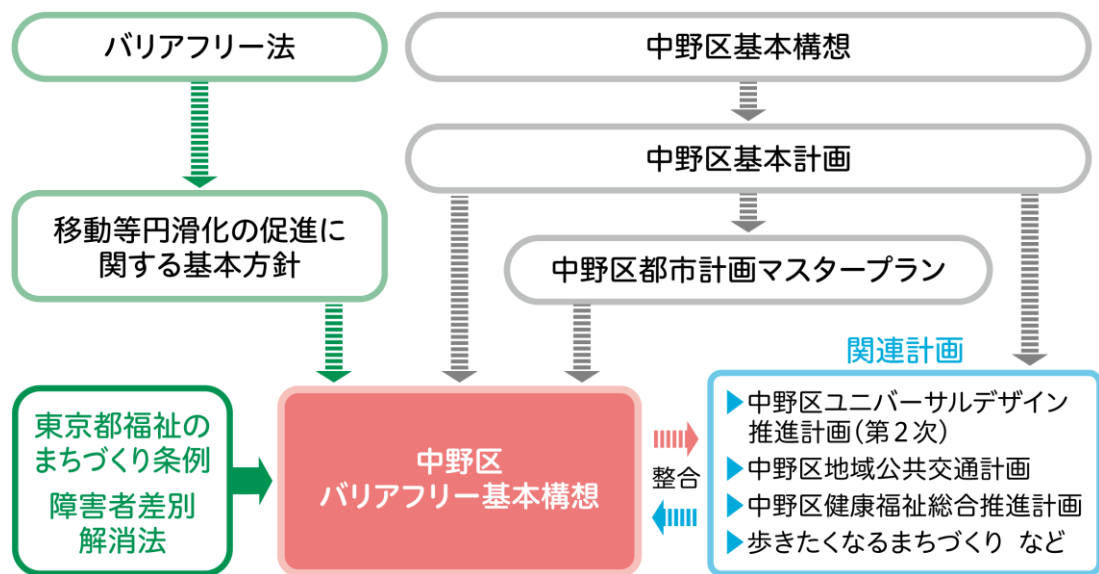 バリアフリー法
中野区基本構想
中野区基本計画
移動等円滑化の促進に
関する基本方針
中野区都市計画マスタープラン
関連計画
東京都福祉の
まちづくり条例
障害者差別
解消法
中野区
バリアフリー基本構想
整合
▶中野区ユニバーサルデザイン
推進計画(第2次)
▶中野区地域公共交通計画
▶中野区健康福祉総合推進計画
▶歩きたくなるまちづくり など